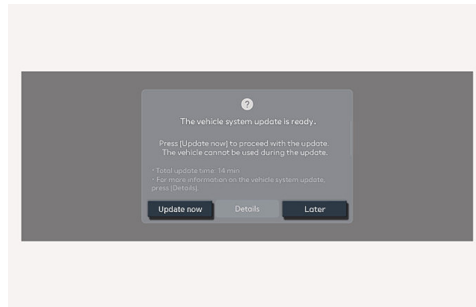 ?
The vehicle system update is ready.
Press [Update now] to proceed with the update.
The vehicle cannot be used during the update.
* Total update time: 14 min
- For more information on the vehicle system update,
press [Details].
Update now
Details
Later